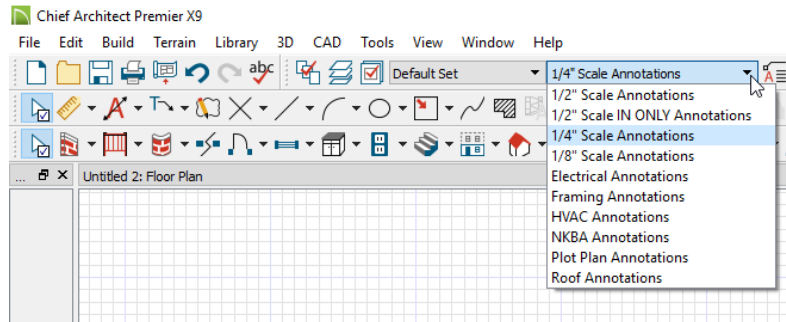 Chief Architect Premier X9
File Edit Build Terrain Library 3D CAD Tools View Window Help
abc Default Set 1/4" Scale Annotations A
1/2" Scale Annotations
1/2" Scale IN ONLY Annotations
1/4" Scale Annotations
1/8" Scale Annotations
Electrical Annotations
Framing Annotations
HVAC Annotations
NKBA Annotations
Plot Plan Annotations
Roof Annotations
A T
... Untitled 2: Floor Plan